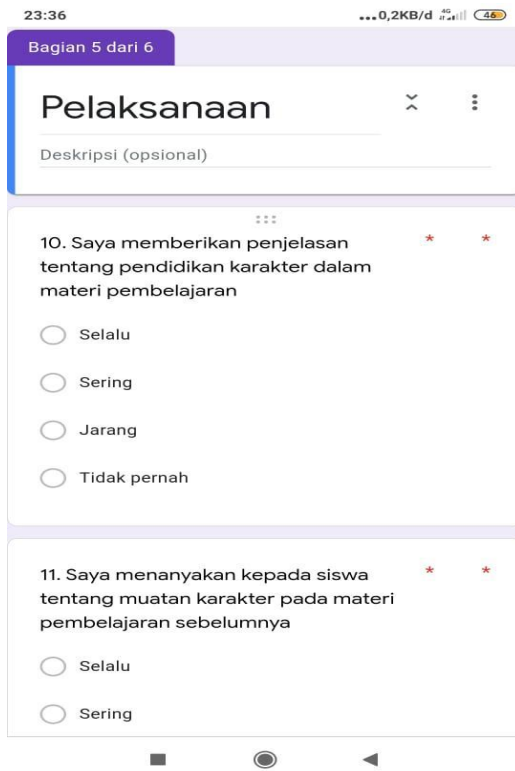 23:36
...0,2KB/d 4G 46
Bagian 5 dari 6
Pelaksanaan
Deskripsi (opsional)
10. Saya memberikan penjelasan * *
tentang pendidikan karakter dalam
materi pembelajaran
Selalu
Sering
Jarang
Tidak pernah
11. Saya menanyakan kepada siswa * *
tentang muatan karakter pada materi
pembelajaran sebelumnya
Selalu
Sering